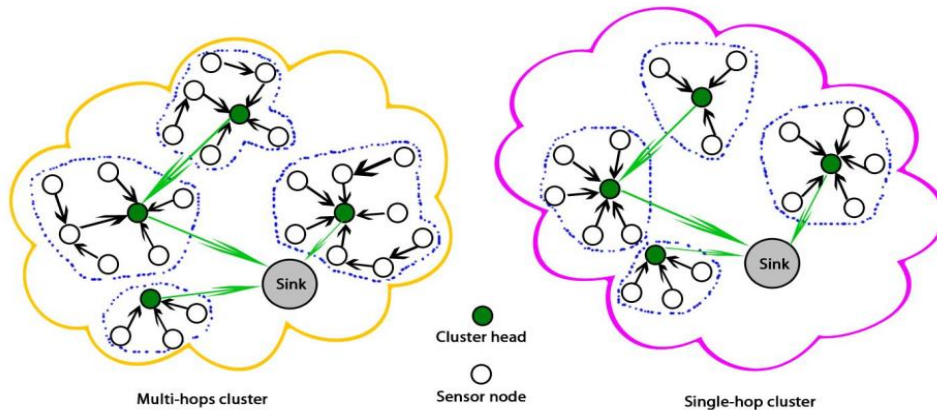 Sink
Sink
Cluster head
Sensor node
Multi-hops cluster
Single-hop cluster